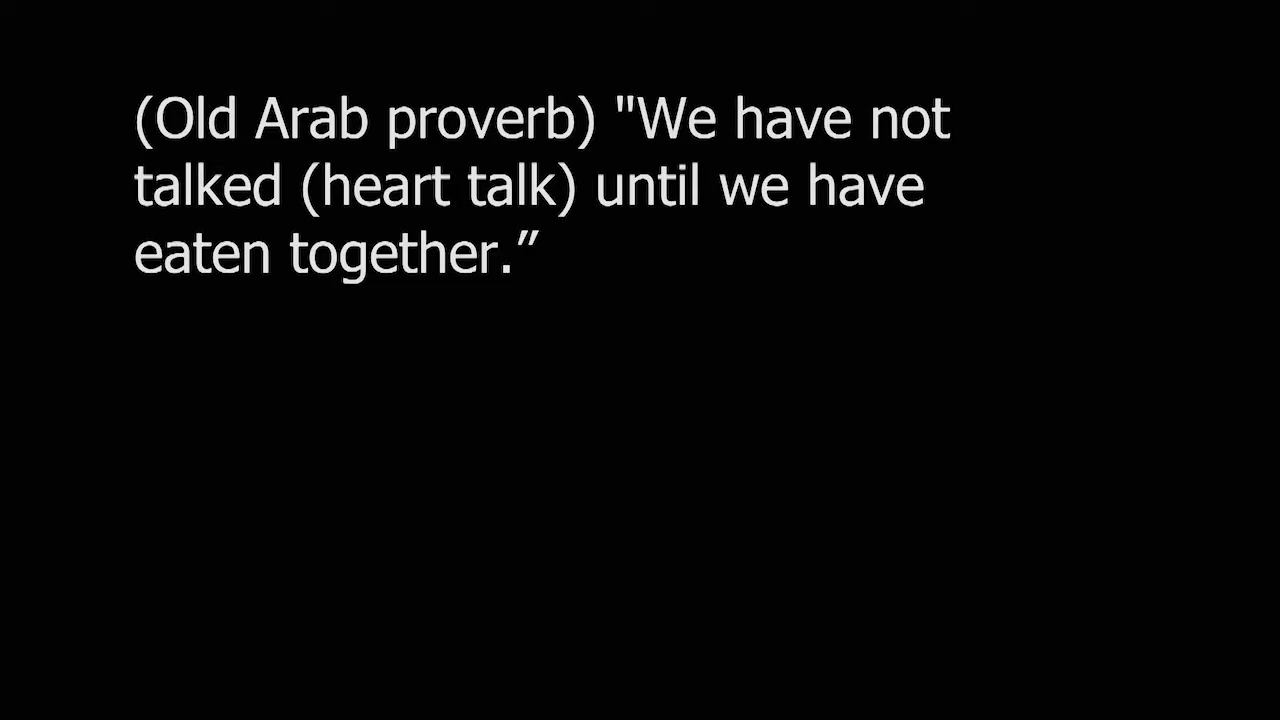 (Old Arab proverb) "We have not
talked (heart talk) until we have
eaten together.”